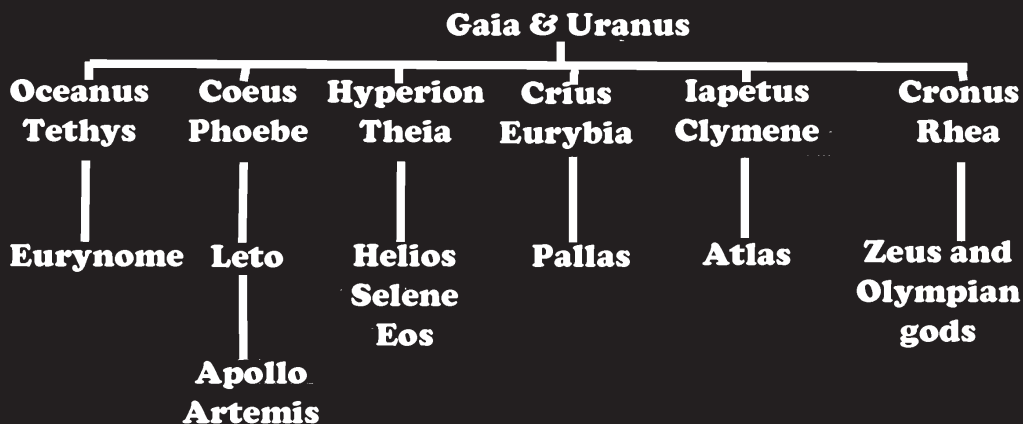 Gaia & Uranus
Oceanus Coeus Hyperion Crius Iapetus Cronus
Tethys Phoebe Theia Eurybia Clymene Rhea
Eurynome Leto Helios Pallas Atlas Zeus and
Selene Olympian
Eos gods
Apollo
Artemis